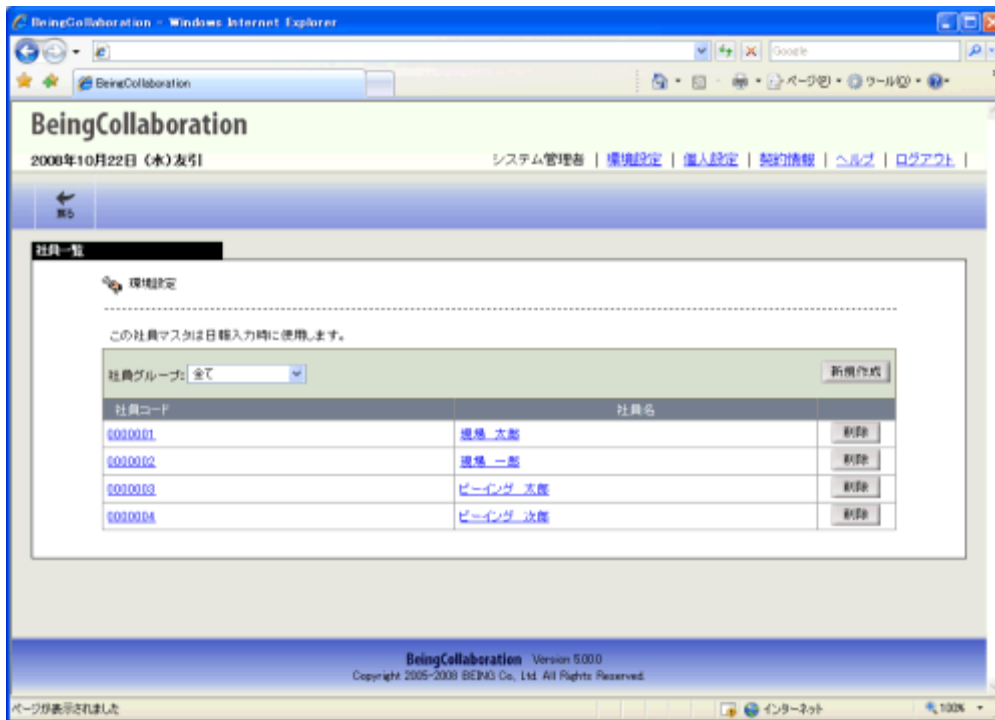 BeingCollaboration - Windows Internet Explorer
Google
BeingCollaboration
ページ(P) ツール(O)
BeingCollaboration
2008年10月22日 (水)友引
システム管理者 | 環境設定 | 個人設定 | 契約情報 | ヘルプ | ログアウト |
戻る
社員一覧
環境設定
この社員マスタは日報入力時に使用します。
社員グループ: 全て
新規作成
社員コード 社員名
0000001 現場 太郎 削除
0000002 現場 一郎 削除
0000003 ビーイング 太郎 削除
0000004 ビーイング 次郎 削除
BeingCollaboration Version 5.00.0
Copyright 2005-2008 BEING Co., Ltd. All Rights Reserved.
ページが表示されました
インターネット
100%